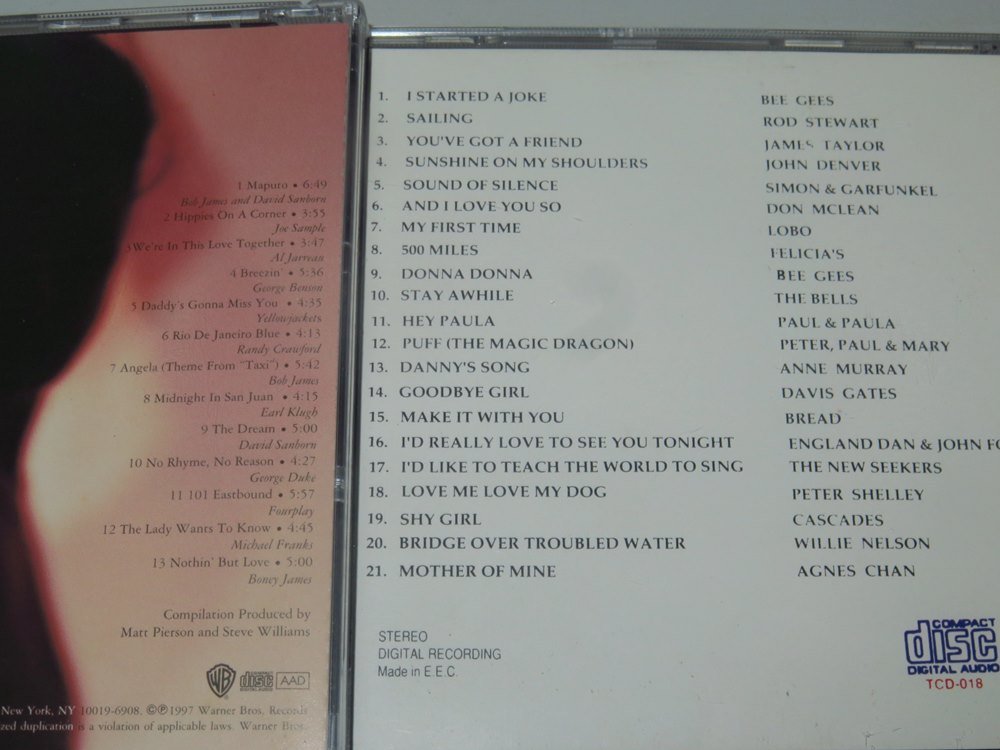 1 Maputo • 6:49
Bob James and David Sanborn
2 Hippies On A Corner • 3:55
Joe Sample
3 We're In This Love Together • 3:47
Al Jarreau
4 Breezin' • 5:36
George Benson
5 Daddy's Gonna Miss You • 4:35
Yellowjackets
6 Rio De Janeiro Blue • 4:13
Randy Crawford
7 Angela (Theme From "Taxi") • 5:42
Bob James
8 Midnight In San Juan • 4:15
Earl Klugh
9 The Dream • 5:00
David Sanborn
10 No Rhyme, No Reason • 4:27
George Duke
11 101 Eastbound • 5:57
Fourplay
12 The Lady Wants To Know • 4:45
Michael Franks
13 Nothin' But Love • 5:00
Boney James
Compilation Produced by
Matt Pierson and Steve Williams
WB COMPACT disc DIGITAL AUDIO AAD
New York, NY 10019-6908. ©℗1997 Warner Bros. Records
zed duplication is a violation of applicable laws. Warner Bros.
1. I STARTED A JOKE BEE GEES
2. SAILING ROD STEWART
3. YOU'VE GOT A FRIEND JAMES TAYLOR
4. SUNSHINE ON MY SHOULDERS JOHN DENVER
5. SOUND OF SILENCE SIMON & GARFUNKEL
6. AND I LOVE YOU SO DON MCLEAN
7. MY FIRST TIME LOBO
8. 500 MILES FELICIA'S
9. DONNA DONNA BEE GEES
10. STAY AWHILE THE BELLS
11. HEY PAULA PAUL & PAULA
12. PUFF (THE MAGIC DRAGON) PETER, PAUL & MARY
13. DANNY'S SONG ANNE MURRAY
14. GOODBYE GIRL DAVIS GATES
15. MAKE IT WITH YOU BREAD
16. I'D REALLY LOVE TO SEE YOU TONIGHT ENGLAND DAN & JOHN FO
17. I'D LIKE TO TEACH THE WORLD TO SING THE NEW SEEKERS
18. LOVE ME LOVE MY DOG PETER SHELLEY
19. SHY GIRL CASCADES
20. BRIDGE OVER TROUBLED WATER WILLIE NELSON
21. MOTHER OF MINE AGNES CHAN
STEREO
DIGITAL RECORDING
Made in E.E.C.
COMPACT
disc
DIGITAL AUDIO
TCD-018